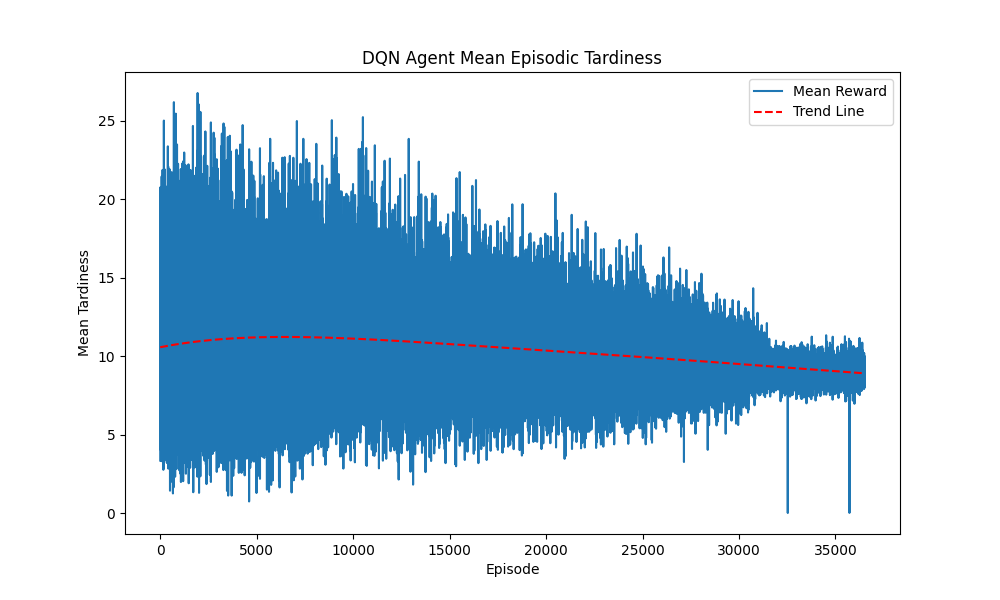 DQN Agent Mean Episodic Tardiness
Mean Reward
Trend Line
25
20
15
10
5
0
Mean Tardiness
0 5000 10000 15000 20000 25000 30000 35000
Episode